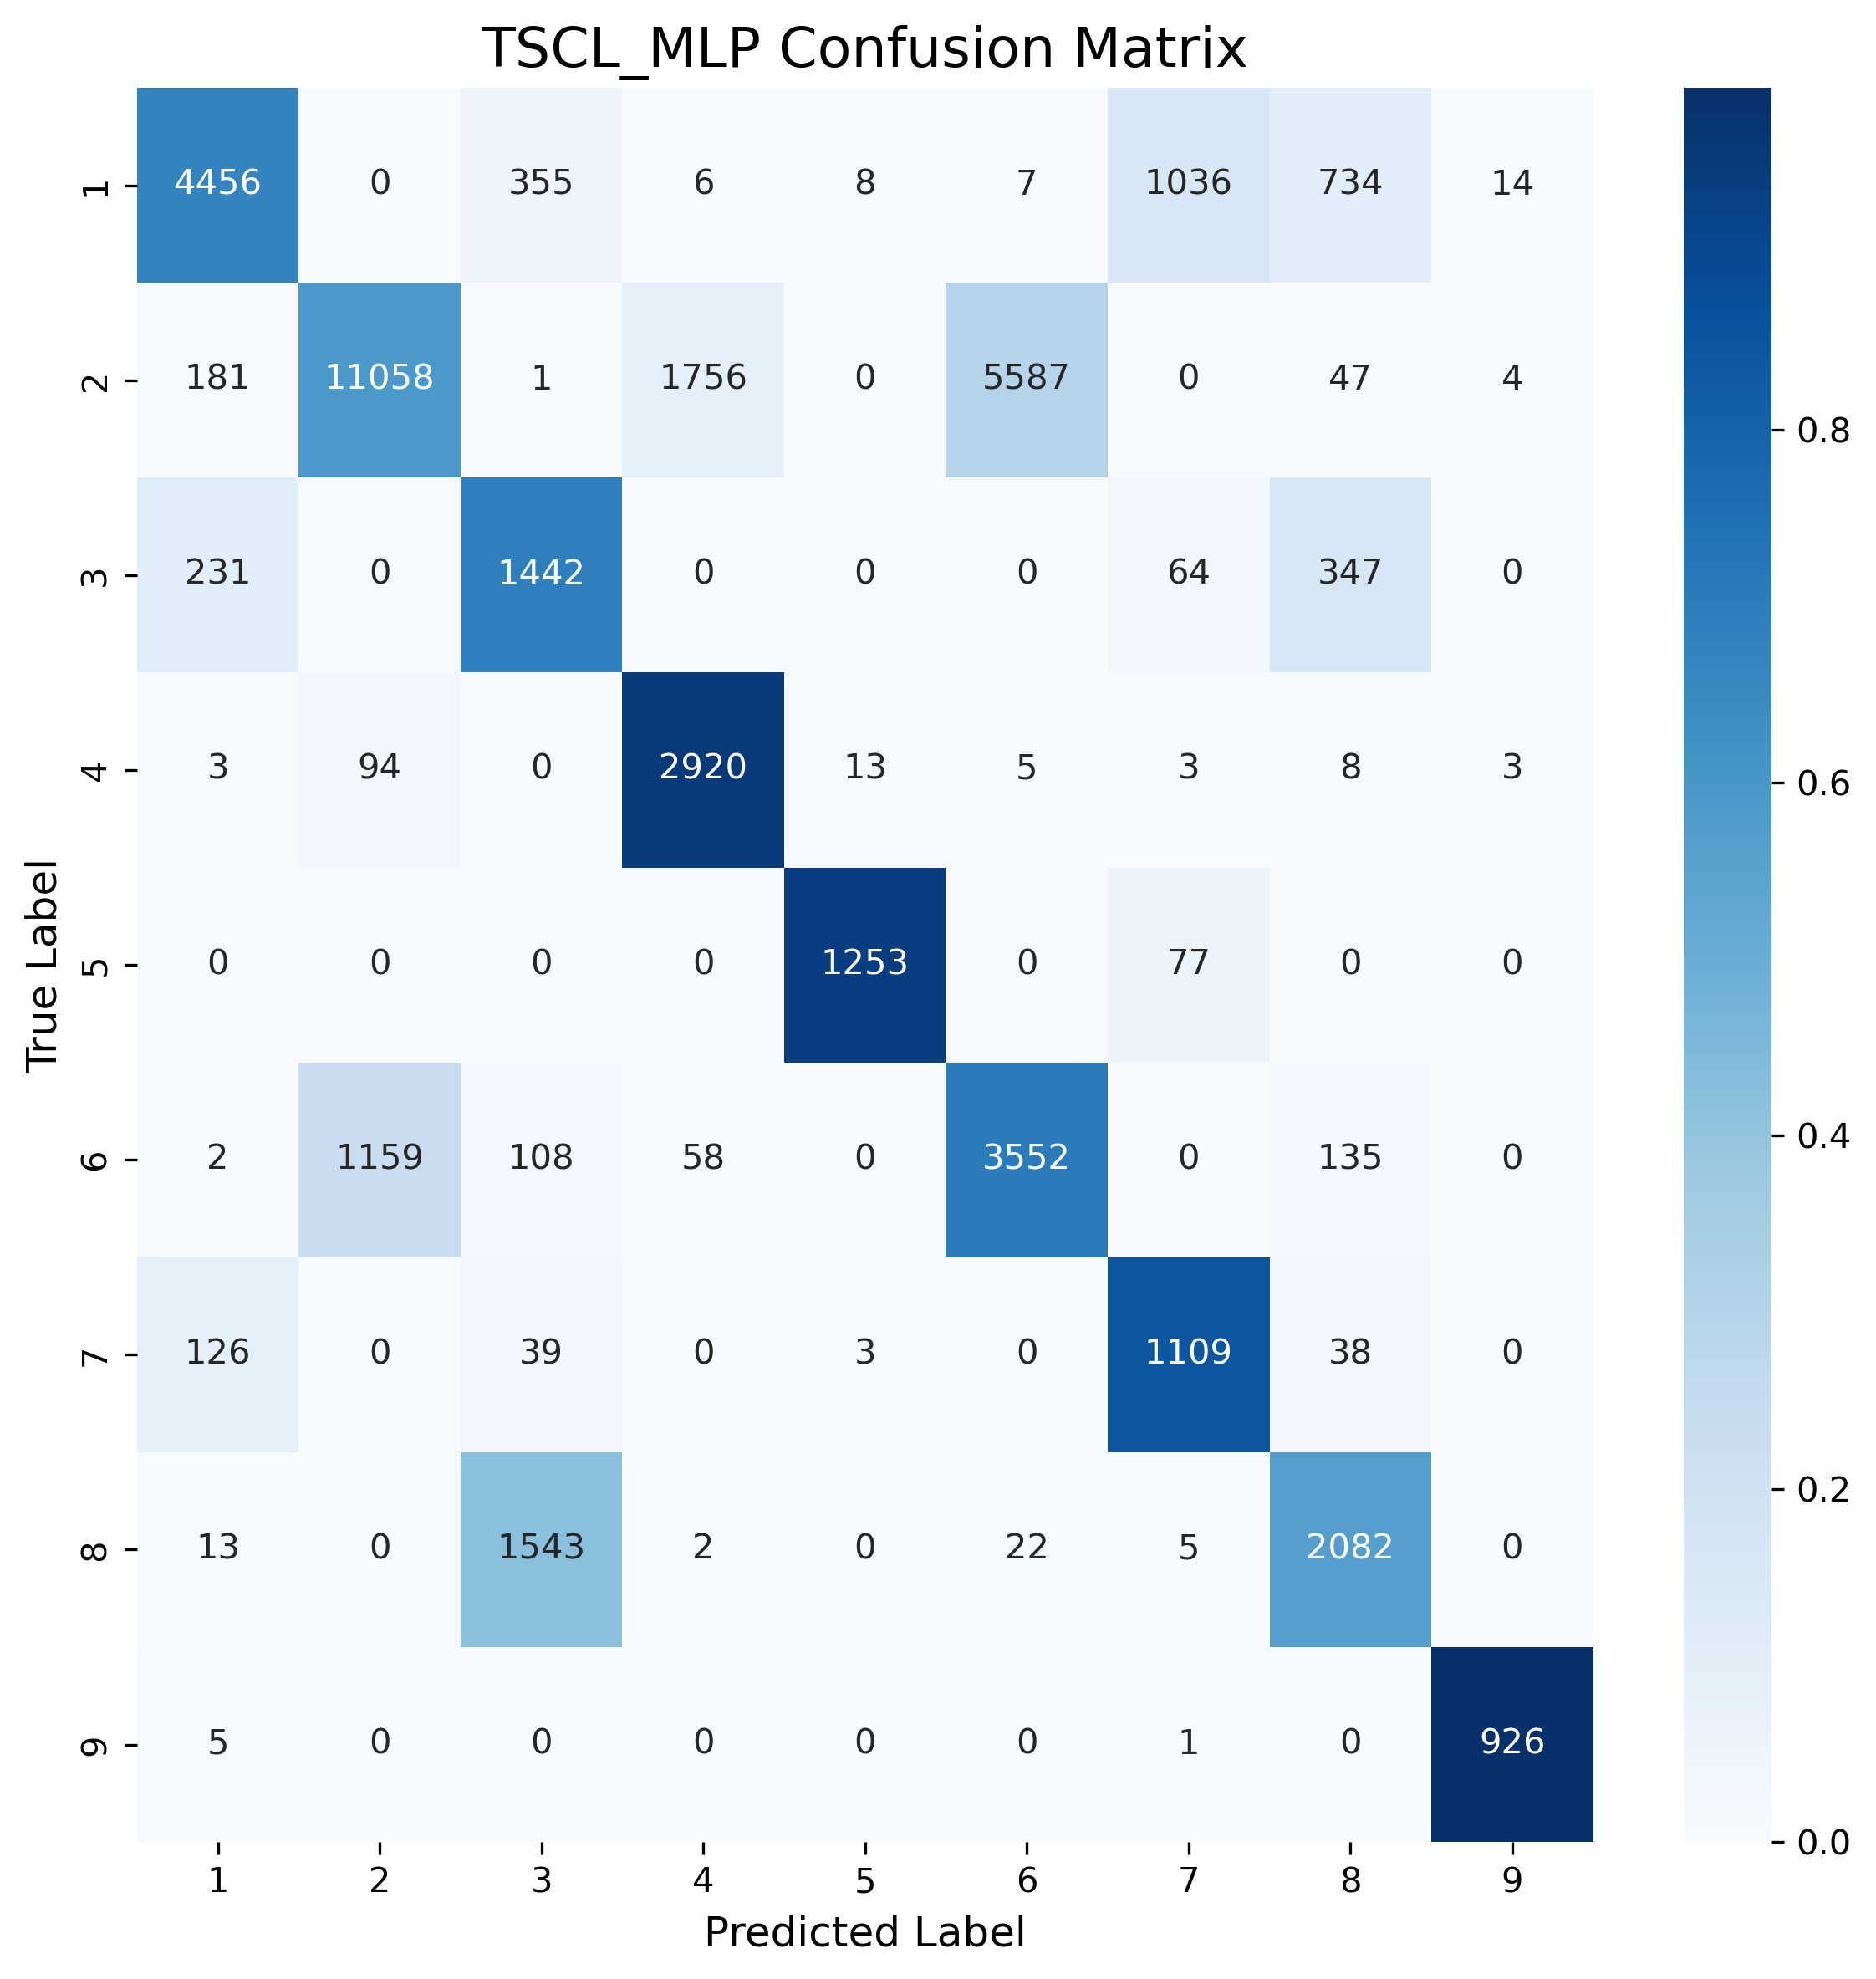 TSCL_MLP Confusion Matrix
1 4456 0 355 6 8 7 1036 734 14
2 181 11058 1 1756 0 5587 0 47 4
0.8
3 231 0 1442 0 0 0 64 347 0
4 3 94 0 2920 13 5 3 8 3
0.6
True Label
5 0 0 0 0 1253 0 77 0 0
0.4
6 2 1159 108 58 0 3552 0 135 0
7 126 0 39 0 3 0 1109 38 0
0.2
8 13 0 1543 2 0 22 5 2082 0
9 5 0 0 0 0 0 1 0 926
0.0
1 2 3 4 5 6 7 8 9
Predicted Label